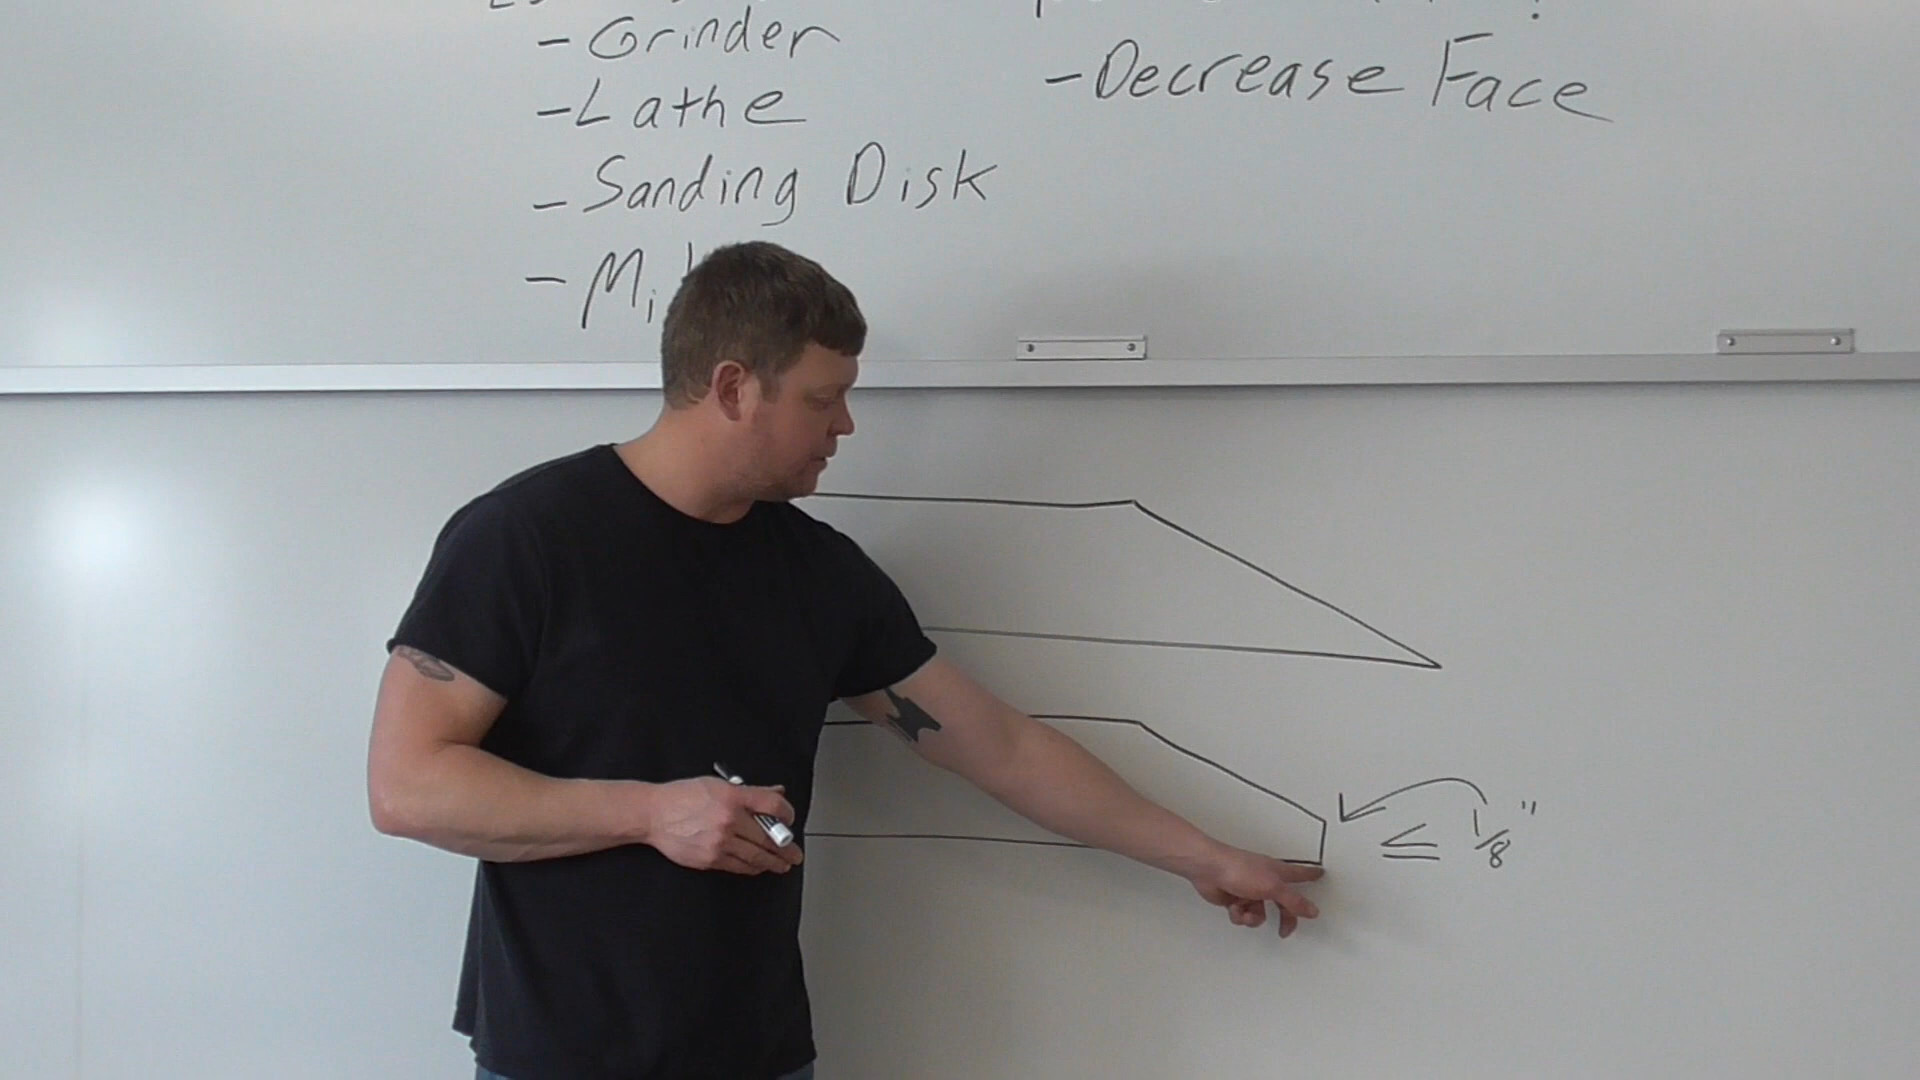 - Grinder
- Lathe
- Sanding Disk
- Decrease Face
≤ 1/8"